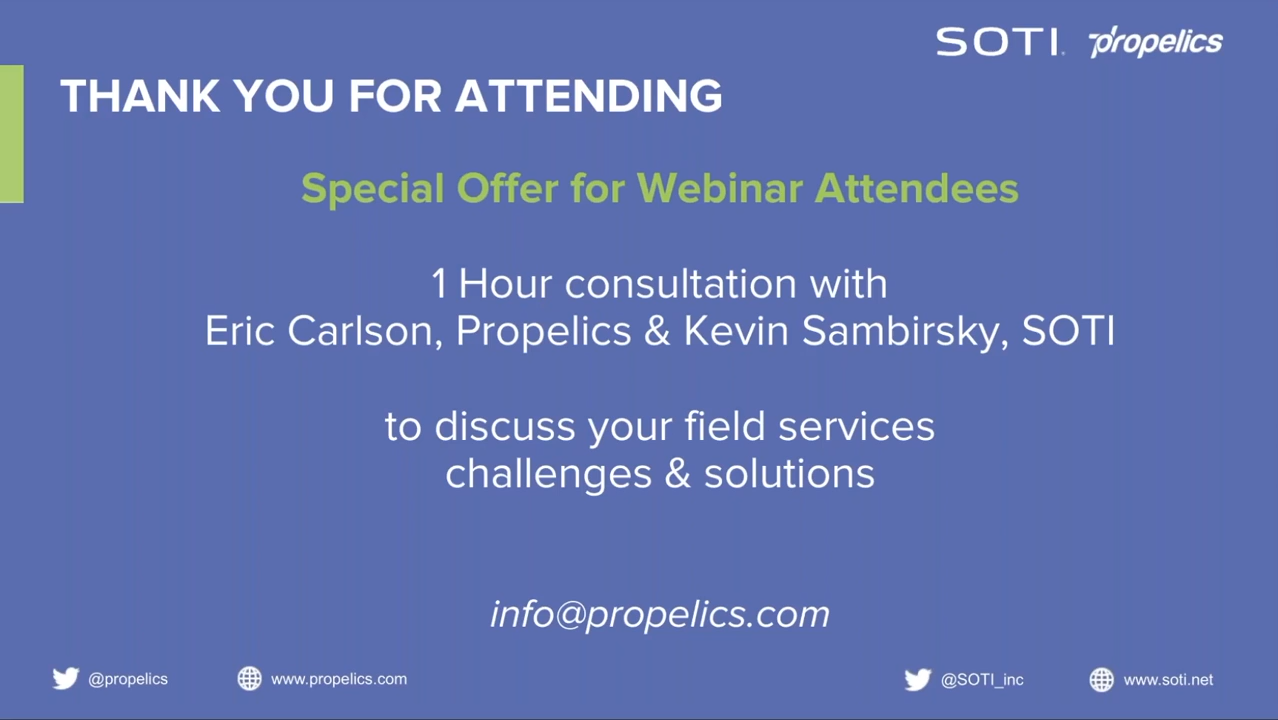 SOTI propelics
THANK YOU FOR ATTENDING
Special Offer for Webinar Attendees
1 Hour consultation with
Eric Carlson, Propelics & Kevin Sambirsky, SOTI
to discuss your field services
challenges & solutions
info@propelics.com
@propelics www.propelics.com @SOTI_inc www.soti.net